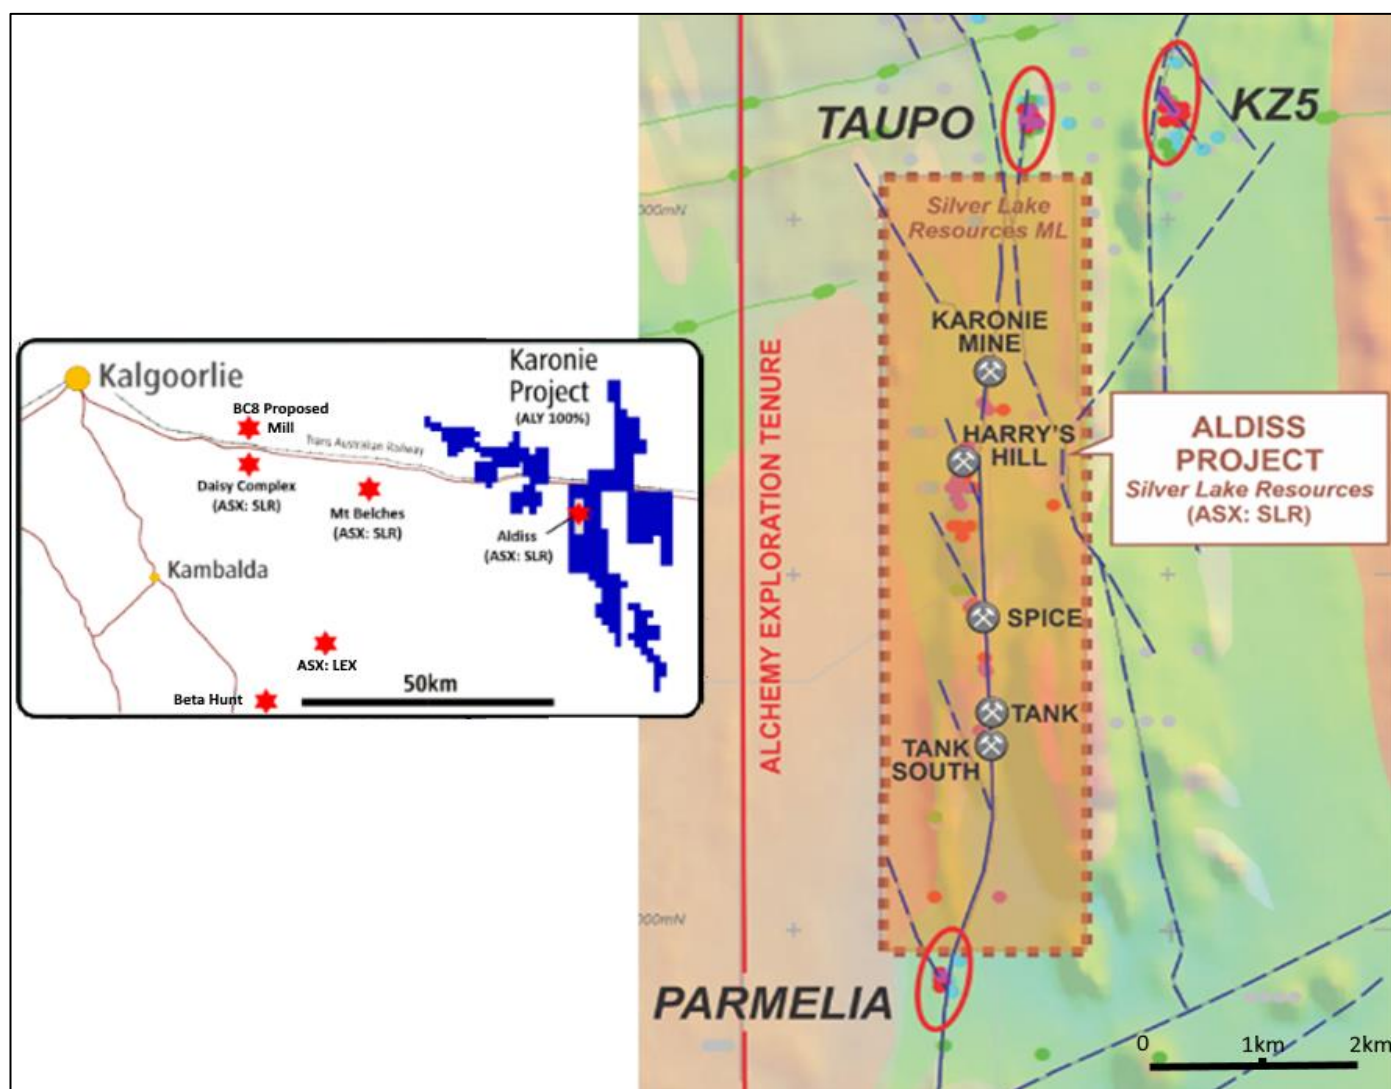 TAUPO
KZ5
Silver Lake
Resources ML
000mN
KARONIE
MINE
HARRY'S
HILL
ALDISS
PROJECT
Silver Lake Resources
(ASX: SLR)
SPICE
TANK
TANK
SOUTH
ALCHEMY EXPLORATION TENURE
000mN
PARMELIA
0
1km
2km
Kalgoorlie
BC8 Proposed
Mill
Trans Australian Railway
Karonie
Project
(ALY 100%)
Daisy Complex
(ASX: SLR)
Mt Belches
(ASX: SLR)
Aldiss
(ASX: SLR)
Kambalda
ASX: LEX
Beta Hunt
50km